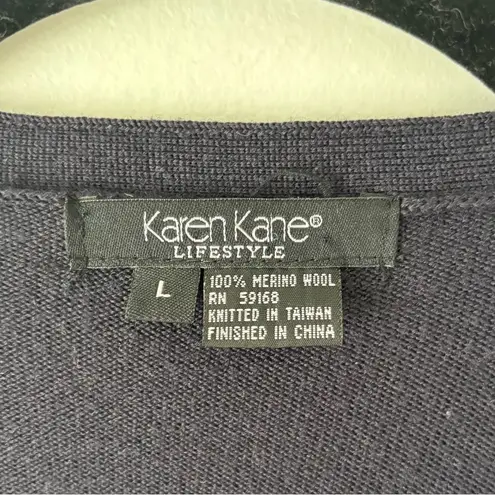 Karen Kane®
LIFESTYLE
L
100% MERINO WOOL
RN 59168
KNITTED IN TAIWAN
FINISHED IN CHINA